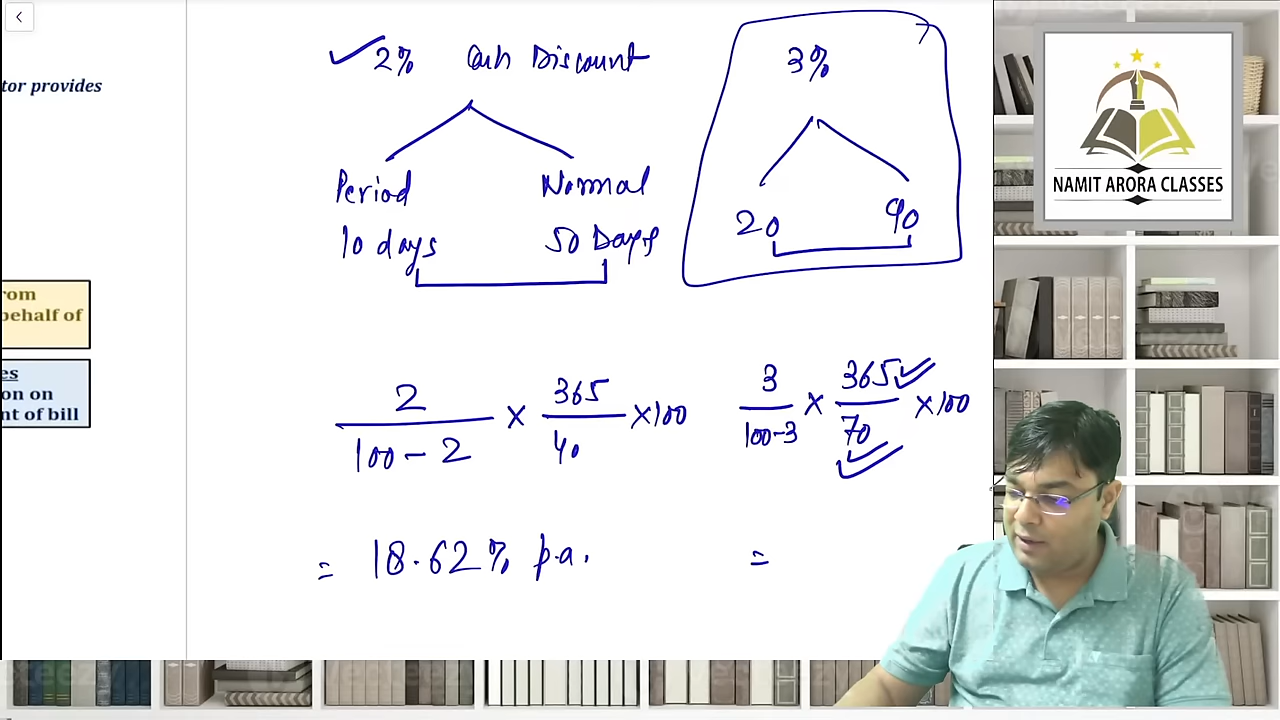 tor provides
rom
behalf of
es
on on
nt of bill
✓ 2% Cash Discount
Period Normal
10 days 50 Days
3%
20 90
2 / 100 - 2 × 365 / 40 × 100
= 18.62% p.a.
3 / 100-3 × 365 / 70 × 100
=
NAMIT ARORA CLASSES